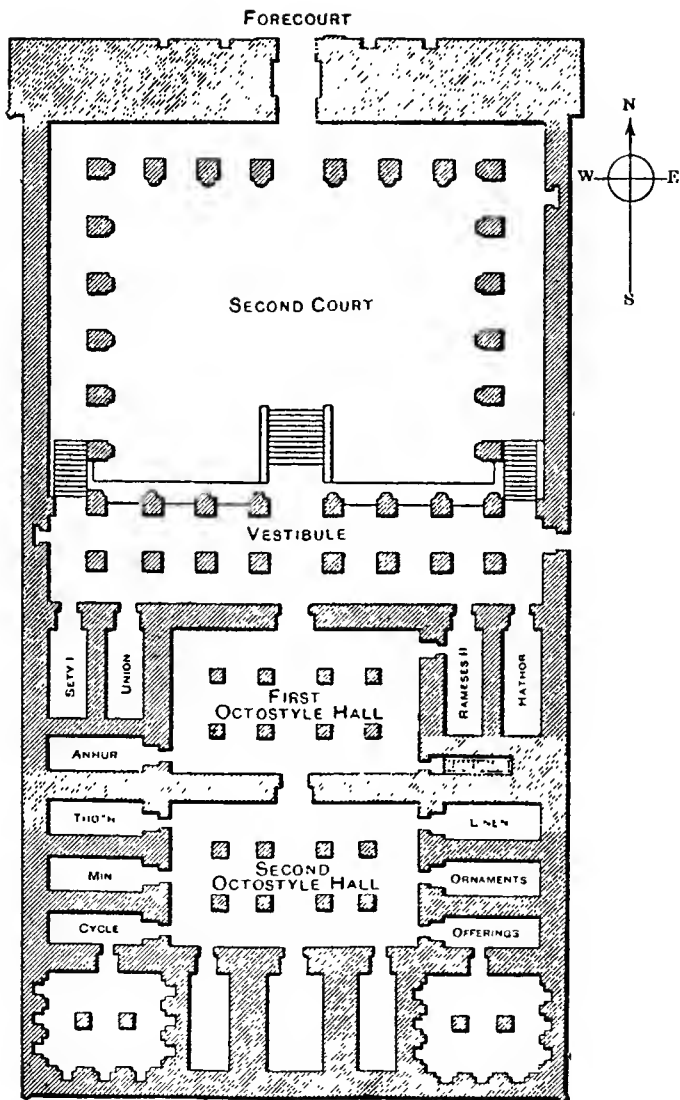 FORECOURT
N
W E
S
SECOND COURT
VESTIBULE
SETY I
UNION
RAMESES II
HATHOR
FIRST
OCTOSTYLE HALL
ANHUR
THOTH
LINEN
SECOND
OCTOSTYLE HALL
MIN
ORNAMENTS
CYCLE
OFFERINGS